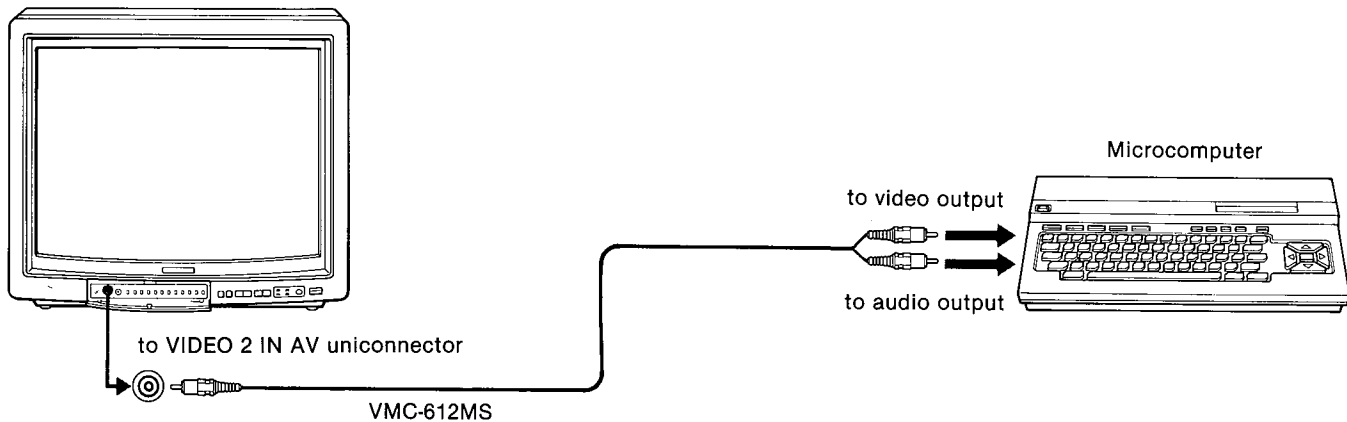 Microcomputer
to video output
to audio output
to VIDEO 2 IN AV uniconnector
VMC-612MS